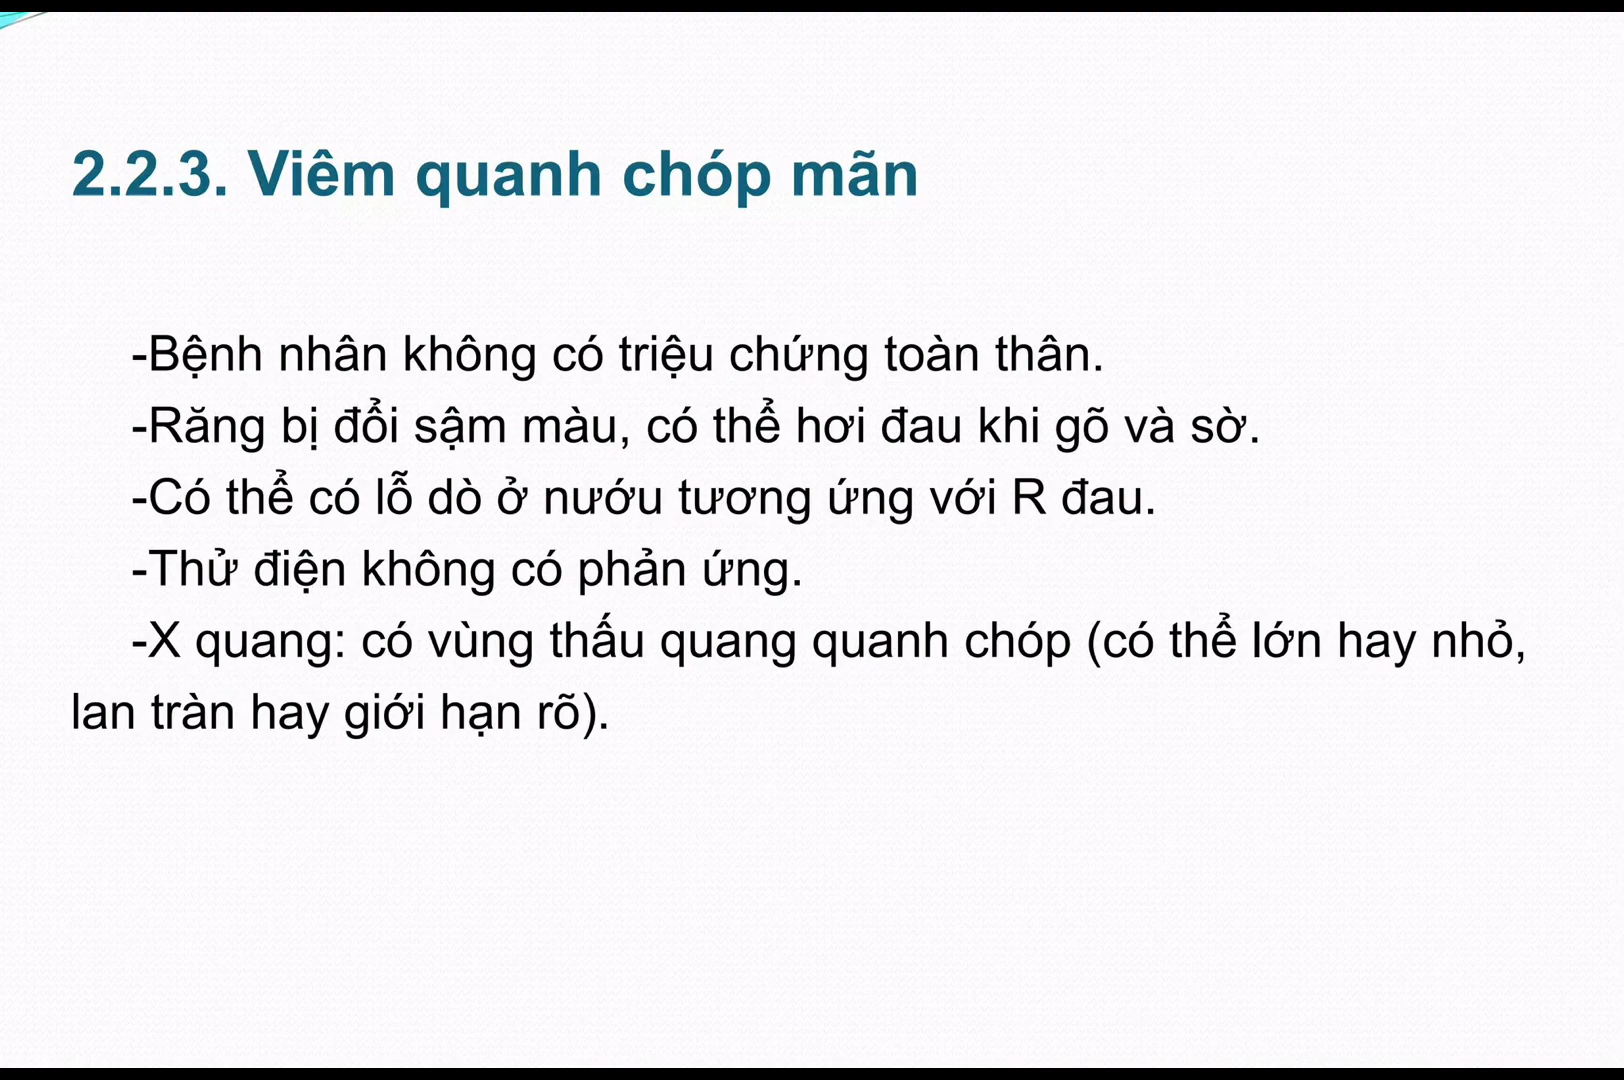 2.2.3. Viêm quanh chóp mãn
-Bệnh nhân không có triệu chứng toàn thân.
-Răng bị đổi sậm màu, có thể hơi đau khi gõ và sờ.
-Có thể có lỗ dò ở nướu tương ứng với R đau.
-Thử điện không có phản ứng.
-X quang: có vùng thấu quang quanh chóp (có thể lớn hay nhỏ,
lan tràn hay giới hạn rõ).